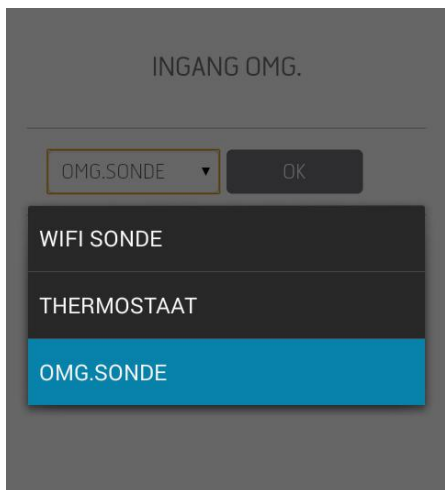 INGANG OMG.
OMG.SONDE OK
WIFI SONDE
THERMOSTAAT
OMG.SONDE